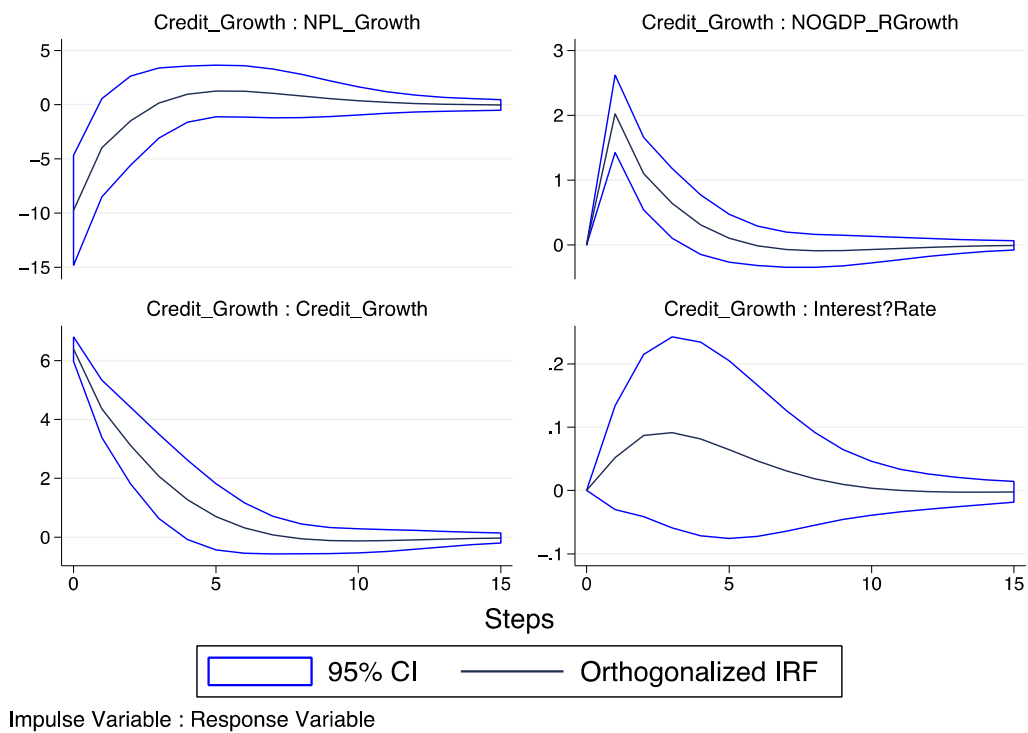 Credit_Growth : NPL_Growth
5
0
−5
−10
−15
Credit_Growth : NOGDP_RGrowth
3
2
1
0
Credit_Growth : Credit_Growth
6
4
2
0
0 5 10 15
Credit_Growth : Interest?Rate
.2
.1
0
−.1
0 5 10 15
Steps
95% CI Orthogonalized IRF
Impulse Variable : Response Variable